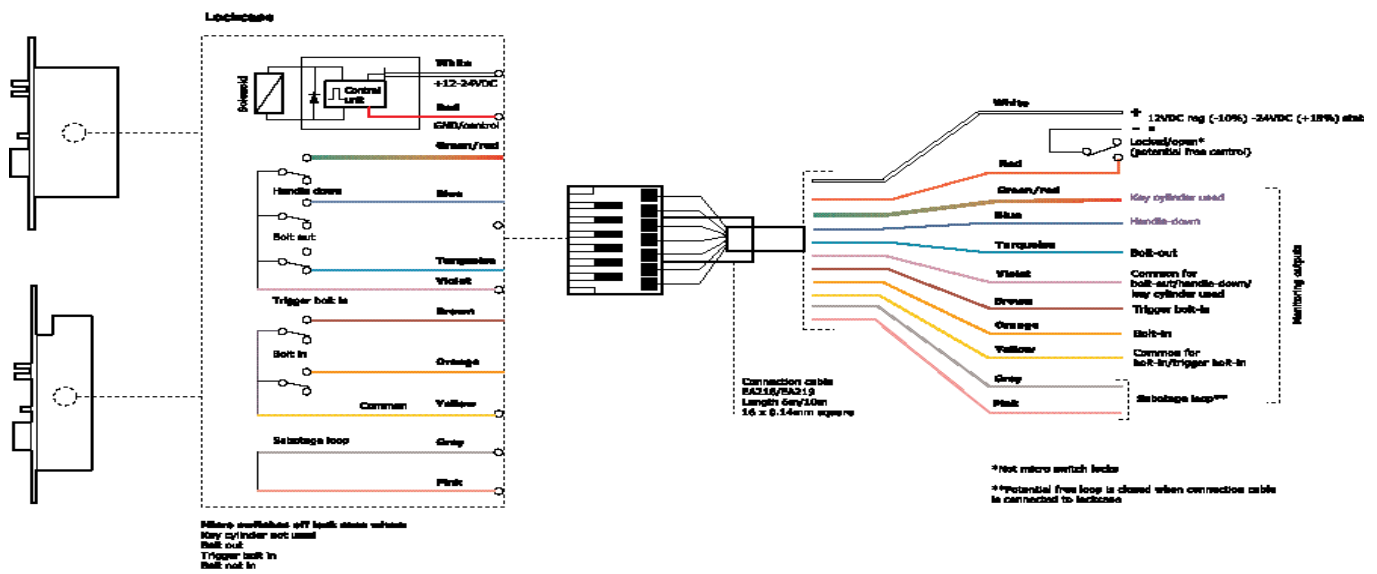 Lockcase
White
+12-24VDC
Solenoid
Control
unit
Red
GND/control
Green/red
Handle down
Blue
Bolt out
Turquoise
Violet
Trigger bolt in
Brown
Bolt in
Orange
Common
Yellow
Sabotage loop
Gray
Pink
Micro switches off lock case when:
Key cylinder not used
Bolt out
Trigger bolt in
Bolt not in
Connection cable
EA218/EA219
Length 6m/10m
16 x 0.14mm square
White
+ 12VDC reg (-10%) -24VDC (+15%) stab
- =
Locked/open*
(potential free control)
Red
Green/red
Key cylinder used
Blue
Handle-down
Turquoise
Bolt-out
Violet
Common for
bolt-out/handle-down/
key cylinder used
Brown
Trigger bolt-in
Orange
Bolt-in
Yellow
Common for
bolt-in/trigger bolt-in
Gray
Pink
Sabotage loop**
Monitoring outputs
*Not micro switch locks
**Potential free loop is closed when connection cable
is connected to lockcase